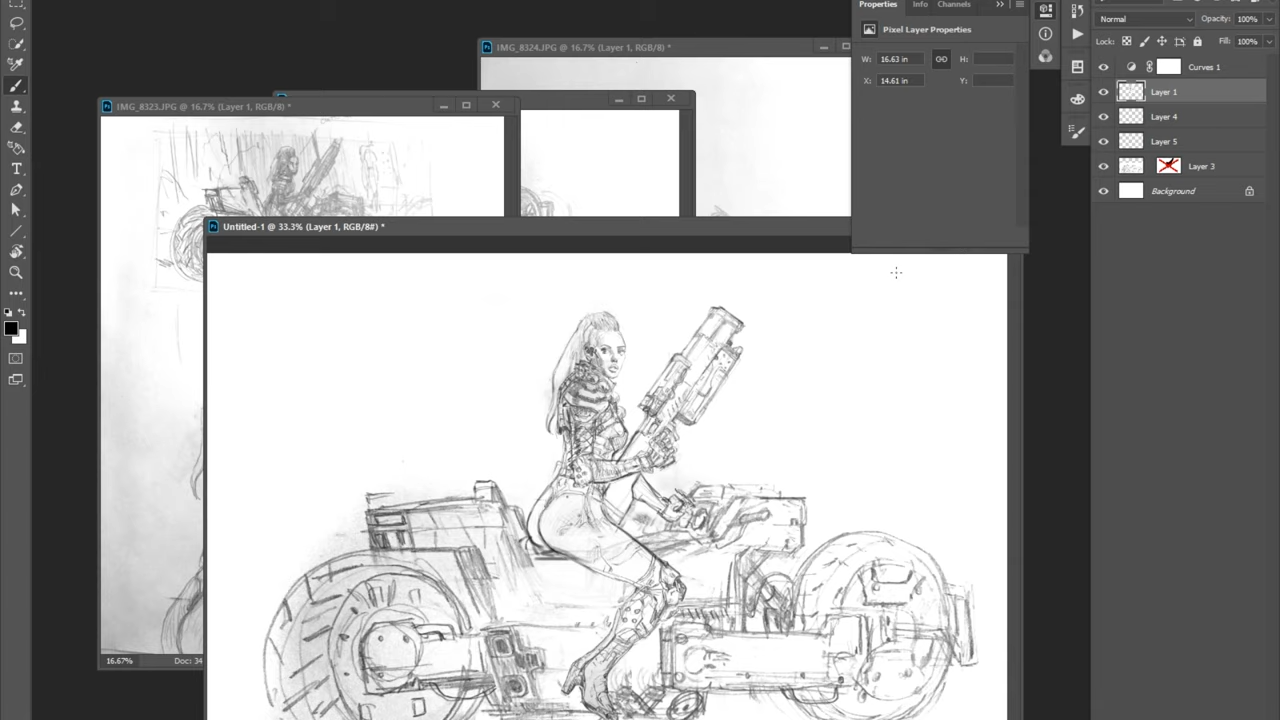 Properties Info Channels
Normal Opacity: 100%
Pixel Layer Properties
Lock: Fill: 100%
IMG_8324.JPG @ 16.7% (Layer 1, RGB/8) *
W: 16.63 in H:
Curves 1
X: 14.61 in Y:
Layer 1
IMG_8323.JPG @ 16.7% (Layer 1, RGB/8) *
Layer 4
Layer 5
Layer 3
Background
Untitled-1 @ 33.3% (Layer 1, RGB/8#) *
16.67% Doc: 34